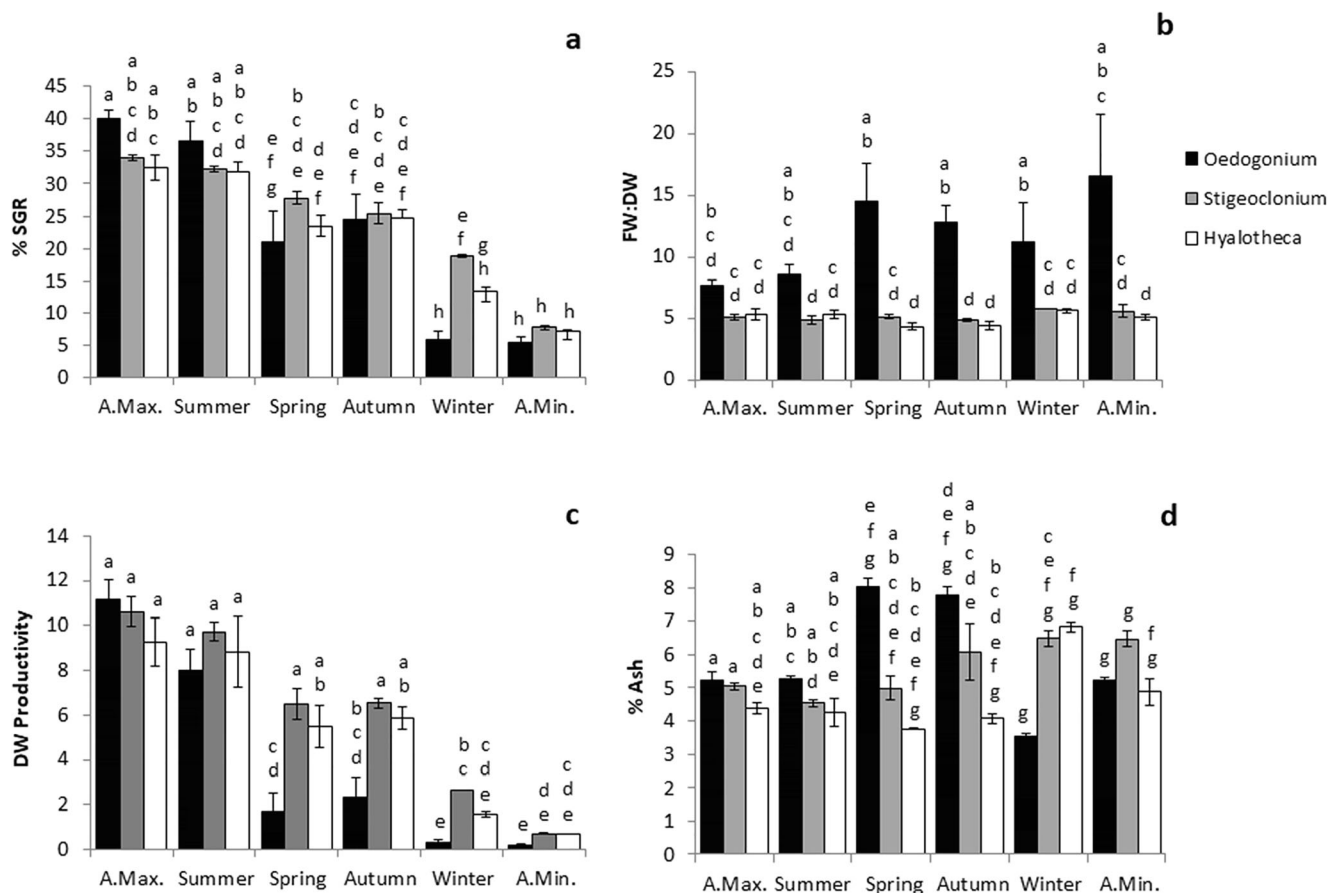 a
% SGR
45
40
35
30
25
20
15
10
5
0
a
a b c d
a b c
a b
a b c d
a b c d
e f g
b c d e
d e f
c d e f
b c d e
c d e f
h
e f
g h
h
h
h
A.Max. Summer Spring Autumn Winter A.Min.
b
FW:DW
25
20
15
10
5
0
b c d
c d
c d
a b c d
d
c d
a b
c d
d
a b
d
d
a b
c d
c d
a b c
c d
d
A.Max. Summer Spring Autumn Winter A.Min.
Oedogonium
Stigeoclonium
Hyalotheca
c
DW Productivity
14
12
10
8
6
4
2
0
a
a
a
a
a
a
c d
a
a b
b c d
a
a b
e
b c
c d e
e
d e
c d e
A.Max. Summer Spring Autumn Winter A.Min.
d
% Ash
9
8
7
6
5
4
3
2
1
0
a
a
a b c d e
a b c
a b d
a b c d e
e f g
a b c d e f
b c d e f g
d e f g
a b c d e
b c d e f g
g
c e f g
f g
g
g
f g
A.Max. Summer Spring Autumn Winter A.Min.